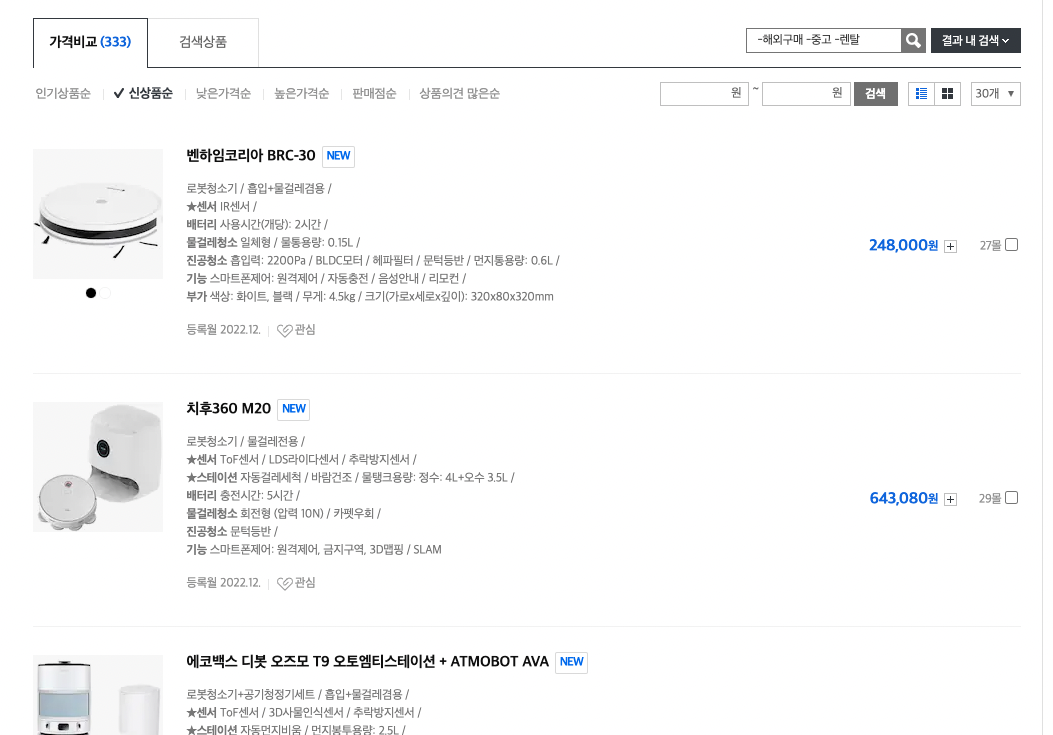 가격비교 (333)
검색상품
-해외구매 -중고 -렌탈
결과 내 검색
인기상품순
신상품순
낮은가격순
높은가격순
판매점순
상품의견 많은순
원 ~ 원 검색
30개 ▼
벤하임코리아 BRC-30 NEW
로봇청소기 / 흡입+물걸레겸용 /
★센서 IR센서 /
배터리 사용시간(개당): 2시간 /
물걸레청소 일체형 / 물통용량: 0.15L /
진공청소 흡입력: 2200Pa / BLDC모터 / 헤파필터 / 문턱등반 / 먼지통용량: 0.6L /
기능 스마트폰제어: 원격제어 / 자동충전 / 음성안내 / 리모컨 /
부가 색상: 화이트, 블랙 / 무게: 4.5kg / 크기(가로x세로x깊이): 320x80x320mm
등록월 2022.12. 관심
248,000원
27몰
치후360 M20 NEW
로봇청소기 / 물걸레전용 /
★센서 ToF센서 / LDS라이다센서 / 추락방지센서 /
★스테이션 자동걸레세척 / 바람건조 / 물탱크용량: 정수: 4L+오수 3.5L /
배터리 충전시간: 5시간 /
물걸레청소 회전형 (압력 10N) / 카펫우회 /
진공청소 문턱등반 /
기능 스마트폰제어: 원격제어, 금지구역, 3D맵핑 / SLAM
등록월 2022.12. 관심
643,080원
29몰
에코백스 디봇 오즈모 T9 오토엠티스테이션 + ATMOBOT AVA NEW
로봇청소기+공기청정기세트 / 흡입+물걸레겸용 /
★센서 ToF센서 / 3D사물인식센서 / 추락방지센서 /
★스테이션 자동먼지비움 / 먼지봉투용량: 2.5L /